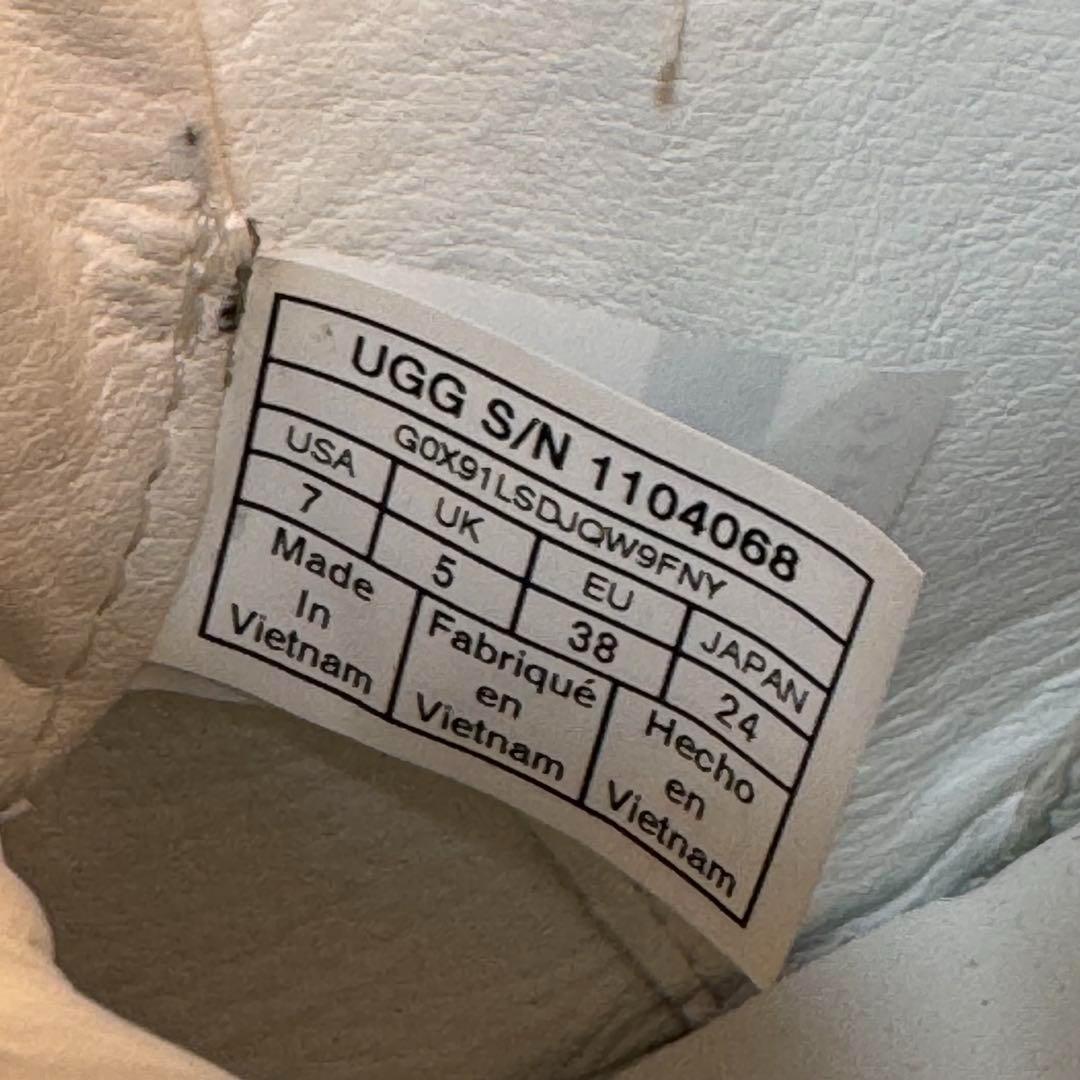 UGG S/N 1104068
G0X91LSDJQW9FNY
USA UK EU JAPAN
7 5 38 24
Made
In
Vietnam
Fabriqué
en
Vietnam
Hecho
en
Vietnam